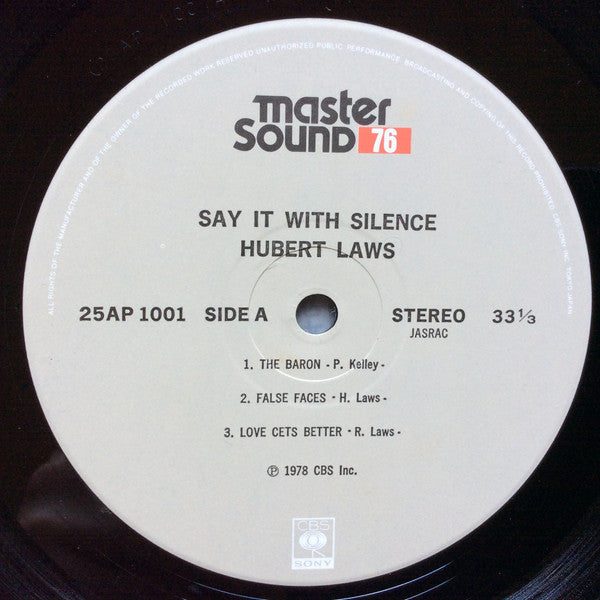 ALL RIGHTS OF THE MANUFACTURER AND OF THE OWNER OF THE RECORDED WORK RESERVED UNAUTHORIZED PUBLIC PERFORMANCE, BROADCASTING AND COPYING OF THIS RECORD PROHIBITED CBS/SONY INC. TOKYO JAPAN
master
Sound 76
SAY IT WITH SILENCE
HUBERT LAWS
25AP 1001 SIDE A STEREO 33⅓
JASRAC
1. THE BARON - P. Kelley -
2. FALSE FACES - H. Laws -
3. LOVE CETS BETTER - R. Laws -
Ⓟ 1978 CBS Inc.
CBS
SONY